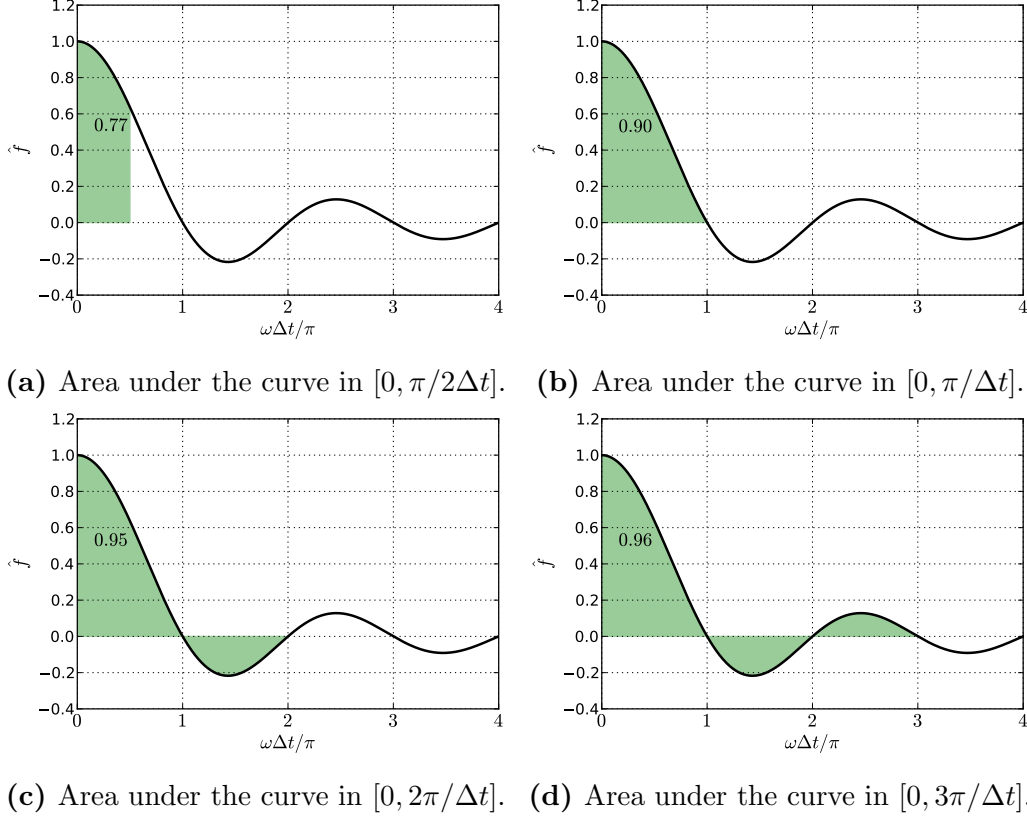 1.2
1.0
0.8
0.6
0.4
0.2
0.0
−0.2
−0.4
f̂
0.77
0 1 2 3 4
ωΔt/π
(a) Area under the curve in [0, π/2Δt].
1.2
1.0
0.8
0.6
0.4
0.2
0.0
−0.2
−0.4
f̂
0.90
0 1 2 3 4
ωΔt/π
(b) Area under the curve in [0, π/Δt].
1.2
1.0
0.8
0.6
0.4
0.2
0.0
−0.2
−0.4
f̂
0.95
0 1 2 3 4
ωΔt/π
(c) Area under the curve in [0, 2π/Δt].
1.2
1.0
0.8
0.6
0.4
0.2
0.0
−0.2
−0.4
f̂
0.96
0 1 2 3 4
ωΔt/π
(d) Area under the curve in [0, 3π/Δt].